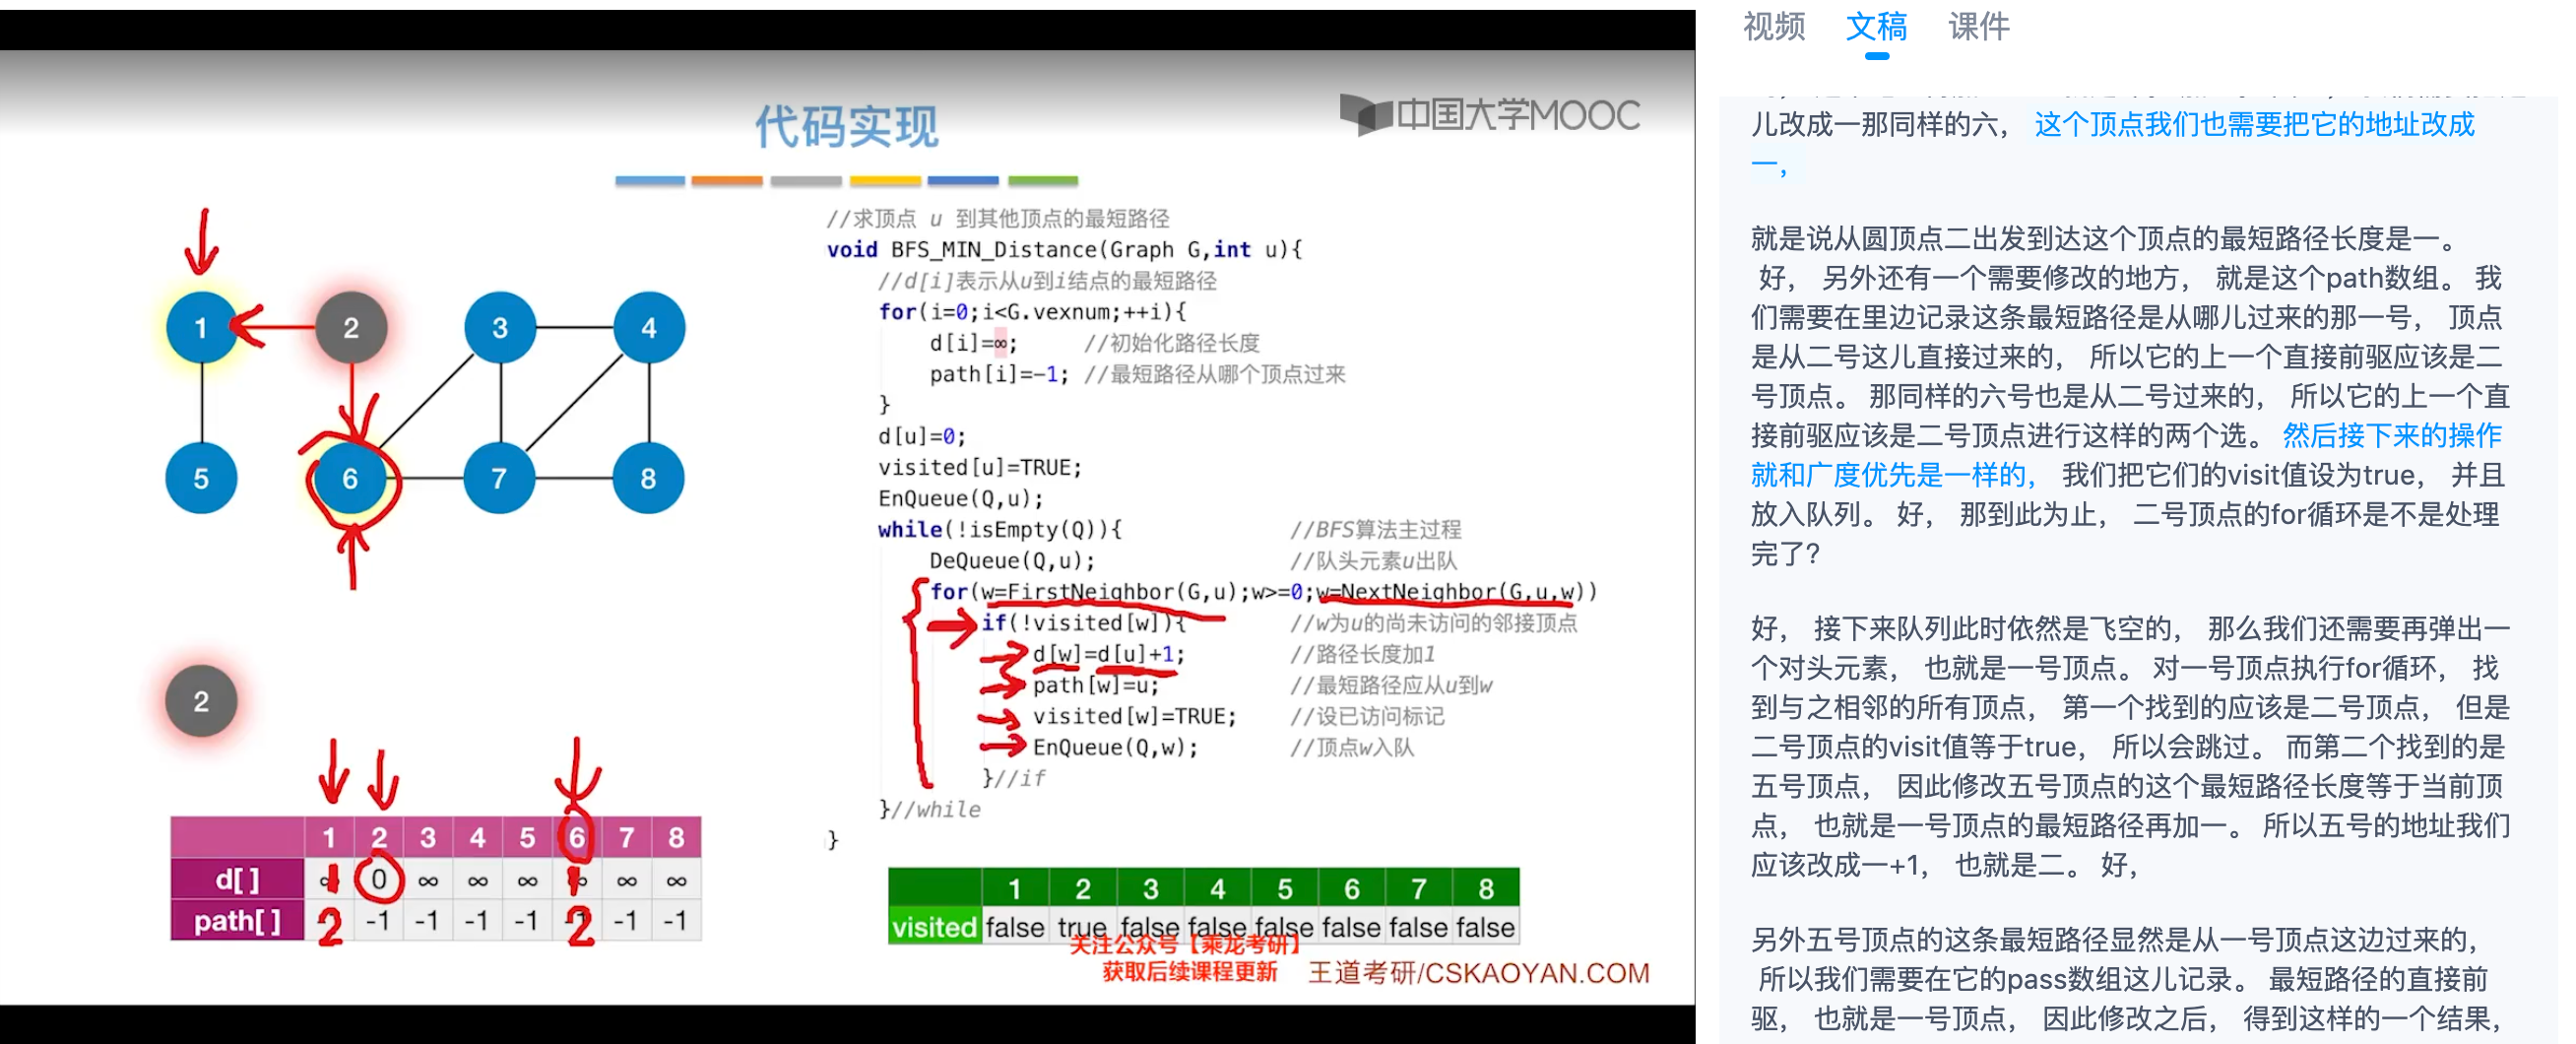 代码实现
中国大学MOOC
1
2
3
4
5
6
7
8
2
//求顶点 u 到其他顶点的最短路径
void BFS_MIN_Distance(Graph G,int u){
//d[i]表示从u到i结点的最短路径
for(i=0;i<G.vexnum;++i){
d[i]=∞; //初始化路径长度
path[i]=-1; //最短路径从哪个顶点过来
}
d[u]=0;
visited[u]=TRUE;
EnQueue(Q,u);
while(!isEmpty(Q)){ //BFS算法主过程
DeQueue(Q,u); //队头元素u出队
for(w=FirstNeighbor(G,u);w>=0;w=NextNeighbor(G,u,w))
if(!visited[w]){ //w为u的尚未访问的邻接顶点
d[w]=d[u]+1; //路径长度加1
path[w]=u; //最短路径应从u到w
visited[w]=TRUE; //设已访问标记
EnQueue(Q,w); //顶点w入队
}//if
}//while
}
1 2 3 4 5 6 7 8
d[ ] 1 0 ∞ ∞ ∞ 1 ∞ ∞
path[ ] 2 -1 -1 -1 -1 2 -1 -1
1 2 3 4 5 6 7 8
visited false true false false false false false false
关注公众号【乘龙考研】
获取后续课程更新
王道考研/CSKAOYAN.COM
视频 文稿 课件
儿改成一那同样的六， 这个顶点我们也需要把它的地址改成
一，
就是说从圆顶点二出发到达这个顶点的最短路径长度是一。
好， 另外还有一个需要修改的地方， 就是这个path数组。 我
们需要在里边记录这条最短路径是从哪儿过来的那一号， 顶点
是从二号这儿直接过来的， 所以它的上一个直接前驱应该是二
号顶点。 那同样的六号也是从二号过来的， 所以它的上一个直
接前驱应该是二号顶点进行这样的两个选。 然后接下来的操作
就和广度优先是一样的， 我们把它们的visit值设为true， 并且
放入队列。 好， 那到此为止， 二号顶点的for循环是不是处理
完了?
好， 接下来队列此时依然是飞空的， 那么我们还需要再弹出一
个对头元素， 也就是一号顶点。 对一号顶点执行for循环， 找
到与之相邻的所有顶点， 第一个找到的应该是二号顶点， 但是
二号顶点的visit值等于true， 所以会跳过。 而第二个找到的是
五号顶点， 因此修改五号顶点的这个最短路径长度等于当前顶
点， 也就是一号顶点的最短路径再加一。 所以五号的地址我们
应该改成一+1， 也就是二。 好，
另外五号顶点的这条最短路径显然是从一号顶点这边过来的，
所以我们需要在它的pass数组这儿记录。 最短路径的直接前
驱， 也就是一号顶点， 因此修改之后， 得到这样的一个结果，